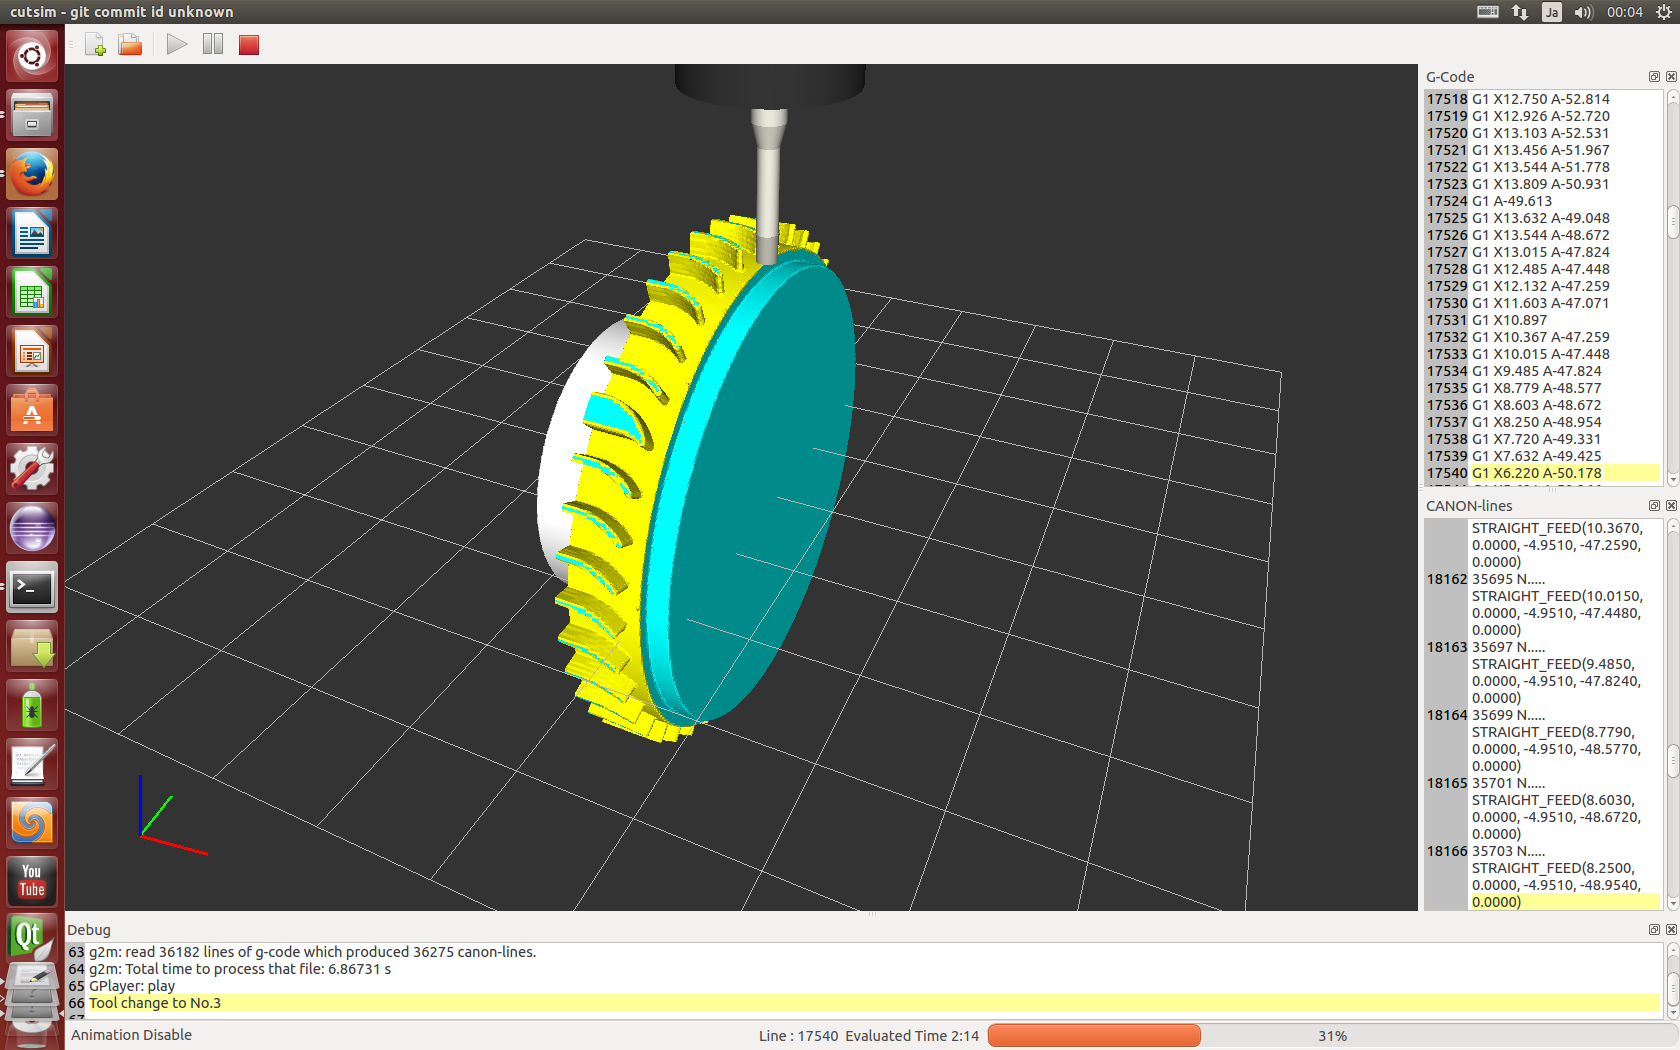 cutsim - git commit id unknown
Ja
00:04
G-Code
17518 G1 X12.750 A-52.814
17519 G1 X12.926 A-52.720
17520 G1 X13.103 A-52.531
17521 G1 X13.456 A-51.967
17522 G1 X13.544 A-51.778
17523 G1 X13.809 A-50.931
17524 G1 A-49.613
17525 G1 X13.632 A-49.048
17526 G1 X13.544 A-48.672
17527 G1 X13.015 A-47.824
17528 G1 X12.485 A-47.448
17529 G1 X12.132 A-47.259
17530 G1 X11.603 A-47.071
17531 G1 X10.897
17532 G1 X10.367 A-47.259
17533 G1 X10.015 A-47.448
17534 G1 X9.485 A-47.824
17535 G1 X8.779 A-48.577
17536 G1 X8.603 A-48.672
17537 G1 X8.250 A-48.954
17538 G1 X7.720 A-49.331
17539 G1 X7.632 A-49.425
17540 G1 X6.220 A-50.178
CANON-lines
STRAIGHT_FEED(10.3670,
0.0000, -4.9510, -47.2590,
0.0000)
18162 35695 N.....
STRAIGHT_FEED(10.0150,
0.0000, -4.9510, -47.4480,
0.0000)
18163 35697 N.....
STRAIGHT_FEED(9.4850,
0.0000, -4.9510, -47.8240,
0.0000)
18164 35699 N.....
STRAIGHT_FEED(8.7790,
0.0000, -4.9510, -48.5770,
0.0000)
18165 35701 N.....
STRAIGHT_FEED(8.6030,
0.0000, -4.9510, -48.6720,
0.0000)
18166 35703 N.....
STRAIGHT_FEED(8.2500,
0.0000, -4.9510, -48.9540,
0.0000)
You
Tube
Qt
Debug
63 g2m: read 36182 lines of g-code which produced 36275 canon-lines.
64 g2m: Total time to process that file: 6.86731 s
65 GPlayer: play
66 Tool change to No.3
Animation Disable
Line : 17540 Evaluated Time 2:14
31%